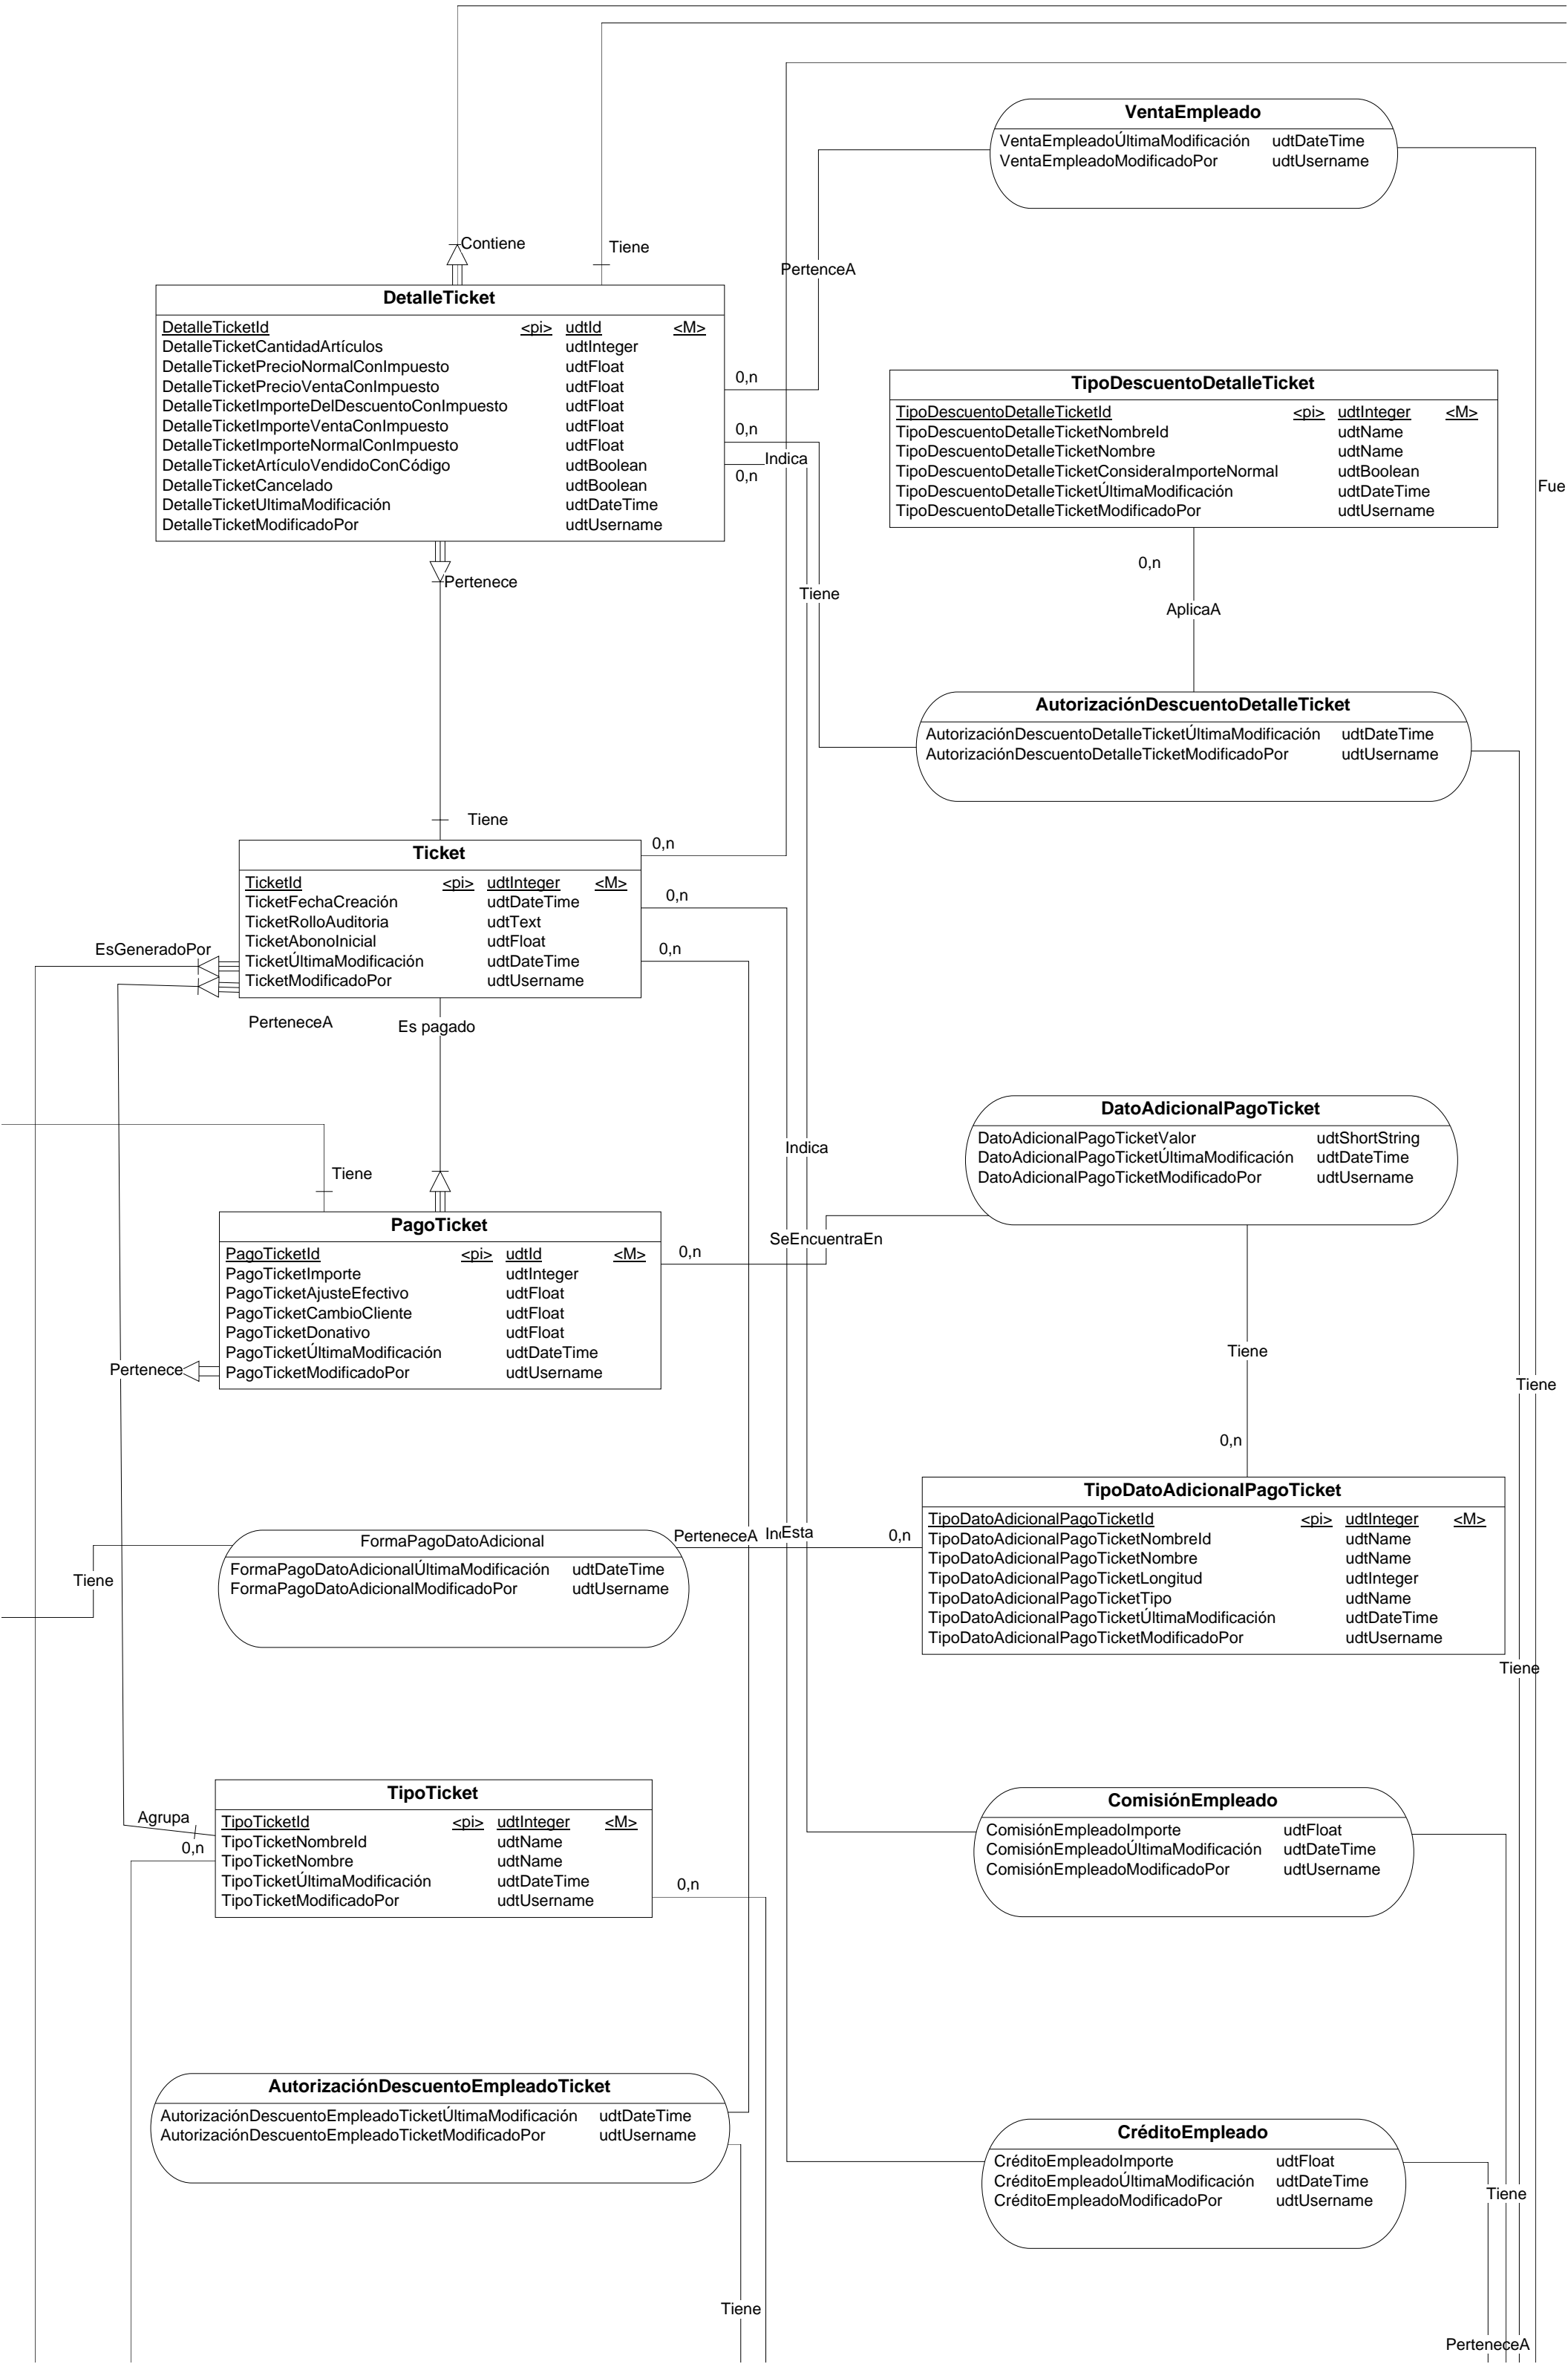 VentaEmpleado
VentaEmpleadoÚltimaModificación udtDateTime
VentaEmpleadoModificadoPor udtUsername
Contiene
Tiene
PertenceA
DetalleTicket
DetalleTicketId <pi> udtId <M>
DetalleTicketCantidadArtículos udtInteger
DetalleTicketPrecioNormalConImpuesto udtFloat
DetalleTicketPrecioVentaConImpuesto udtFloat
DetalleTicketImporteDelDescuentoConImpuesto udtFloat
DetalleTicketImporteVentaConImpuesto udtFloat
DetalleTicketImporteNormalConImpuesto udtFloat
DetalleTicketArtículoVendidoConCódigo udtBoolean
DetalleTicketCancelado udtBoolean
DetalleTicketUltimaModificación udtDateTime
DetalleTicketModificadoPor udtUsername
0,n
0,n
Indica
0,n
TipoDescuentoDetalleTicket
TipoDescuentoDetalleTicketId <pi> udtInteger <M>
TipoDescuentoDetalleTicketNombreId udtName
TipoDescuentoDetalleTicketNombre udtName
TipoDescuentoDetalleTicketConsideraImporteNormal udtBoolean
TipoDescuentoDetalleTicketÚltimaModificación udtDateTime
TipoDescuentoDetalleTicketModificadoPor udtUsername
Fue
0,n
Pertenece
Tiene
AplicaA
AutorizaciónDescuentoDetalleTicket
AutorizaciónDescuentoDetalleTicketÚltimaModificación udtDateTime
AutorizaciónDescuentoDetalleTicketModificadoPor udtUsername
Tiene
Ticket
TicketId <pi> udtInteger <M>
TicketFechaCreación udtDateTime
TicketRolloAuditoria udtText
TicketAbonoInicial udtFloat
TicketÚltimaModificación udtDateTime
TicketModificadoPor udtUsername
0,n
0,n
0,n
EsGeneradoPor
PerteneceA
Es pagado
DatoAdicionalPagoTicket
DatoAdicionalPagoTicketValor udtShortString
DatoAdicionalPagoTicketÚltimaModificación udtDateTime
DatoAdicionalPagoTicketModificadoPor udtUsername
Indica
Tiene
PagoTicket
PagoTicketId <pi> udtId <M>
PagoTicketImporte udtInteger
PagoTicketAjusteEfectivo udtFloat
PagoTicketCambioCliente udtFloat
PagoTicketDonativo udtFloat
PagoTicketÚltimaModificación udtDateTime
PagoTicketModificadoPor udtUsername
0,n
SeEncuentraEn
Pertenece
Tiene
Tiene
0,n
TipoDatoAdicionalPagoTicket
TipoDatoAdicionalPagoTicketId <pi> udtInteger <M>
TipoDatoAdicionalPagoTicketNombreId udtName
TipoDatoAdicionalPagoTicketNombre udtName
TipoDatoAdicionalPagoTicketLongitud udtInteger
TipoDatoAdicionalPagoTicketTipo udtName
TipoDatoAdicionalPagoTicketÚltimaModificación udtDateTime
TipoDatoAdicionalPagoTicketModificadoPor udtUsername
FormaPagoDatoAdicional
FormaPagoDatoAdicionalÚltimaModificación udtDateTime
FormaPagoDatoAdicionalModificadoPor udtUsername
PerteneceA
Esta
0,n
Tiene
Tiene
TipoTicket
TipoTicketId <pi> udtInteger <M>
TipoTicketNombreId udtName
TipoTicketNombre udtName
TipoTicketÚltimaModificación udtDateTime
TipoTicketModificadoPor udtUsername
Agrupa
0,n
0,n
ComisiónEmpleado
ComisiónEmpleadoImporte udtFloat
ComisiónEmpleadoÚltimaModificación udtDateTime
ComisiónEmpleadoModificadoPor udtUsername
AutorizaciónDescuentoEmpleadoTicket
AutorizaciónDescuentoEmpleadoTicketÚltimaModificación udtDateTime
AutorizaciónDescuentoEmpleadoTicketModificadoPor udtUsername
CréditoEmpleado
CréditoEmpleadoImporte udtFloat
CréditoEmpleadoÚltimaModificación udtDateTime
CréditoEmpleadoModificadoPor udtUsername
Tiene
Tiene
PerteneceA